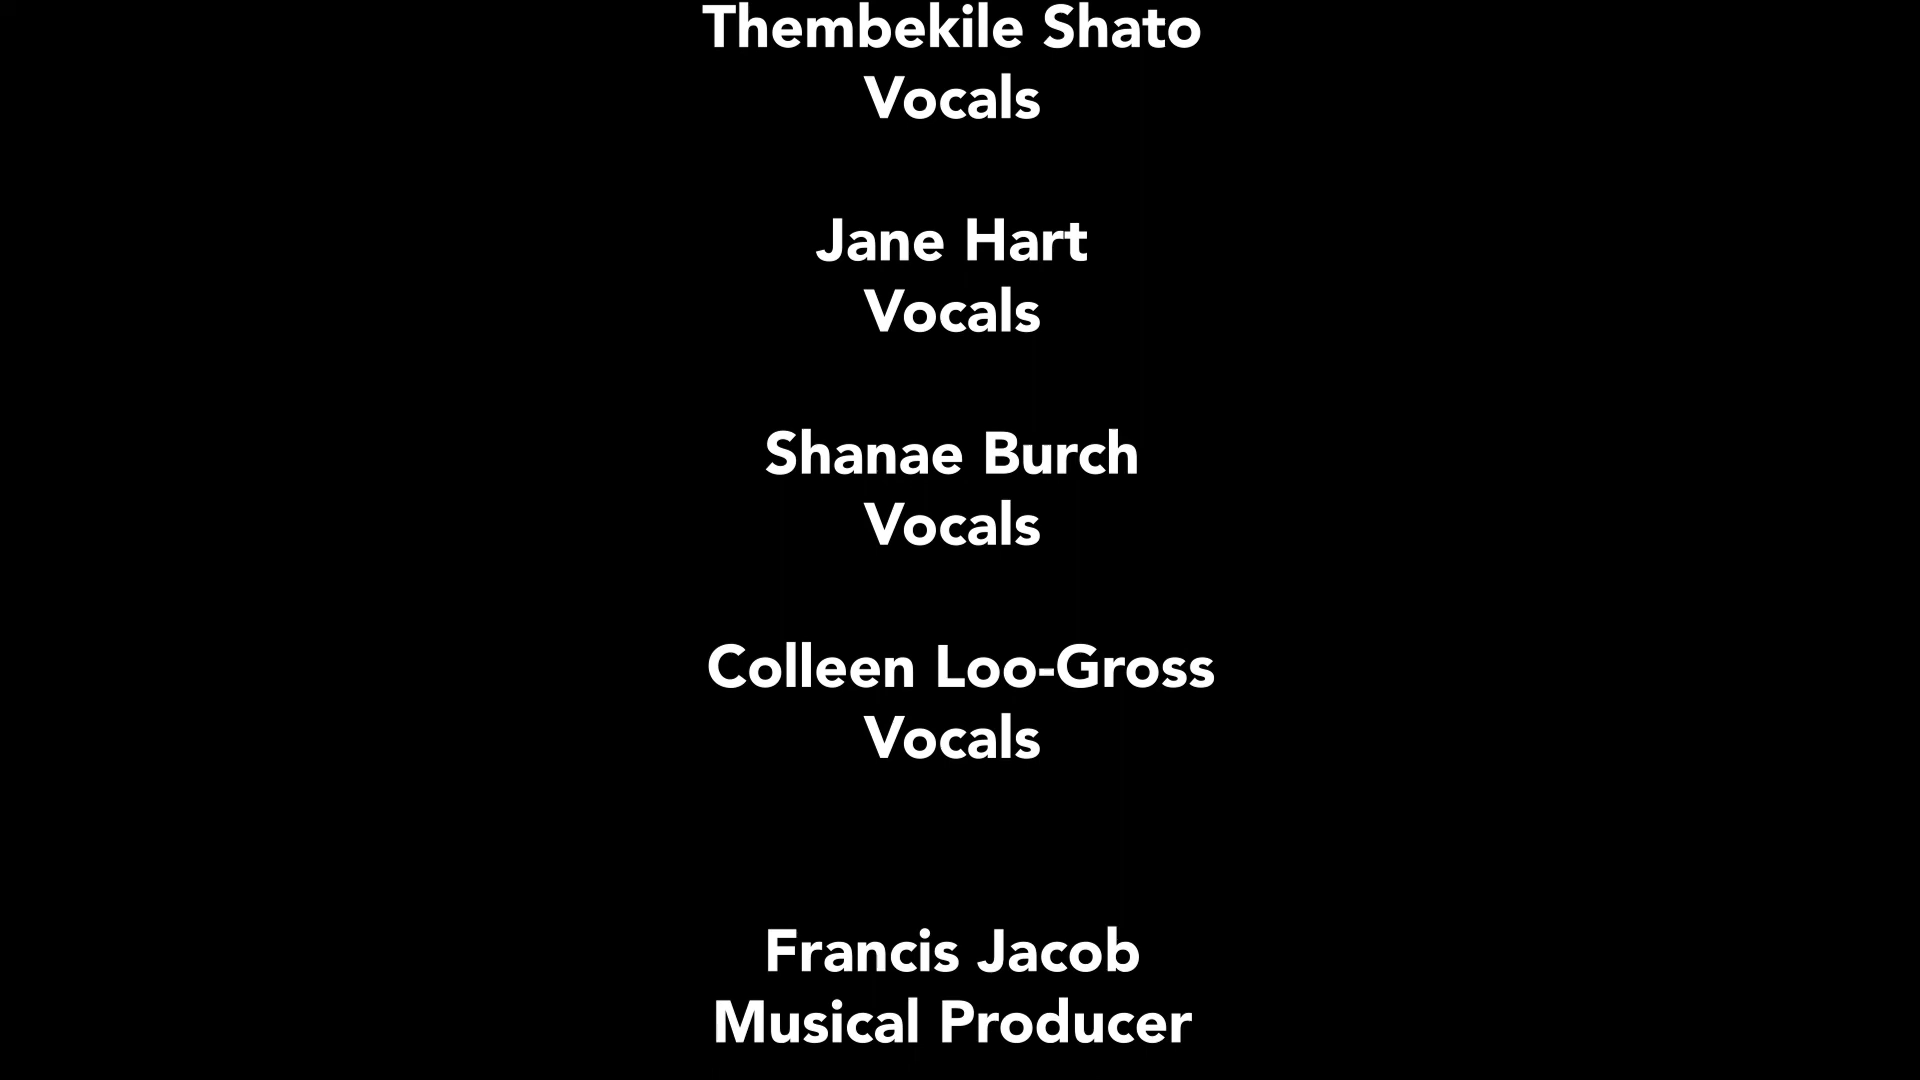 Thembekile Shato
Vocals
Jane Hart
Vocals
Shanae Burch
Vocals
Colleen Loo-Gross
Vocals
Francis Jacob
Musical Producer